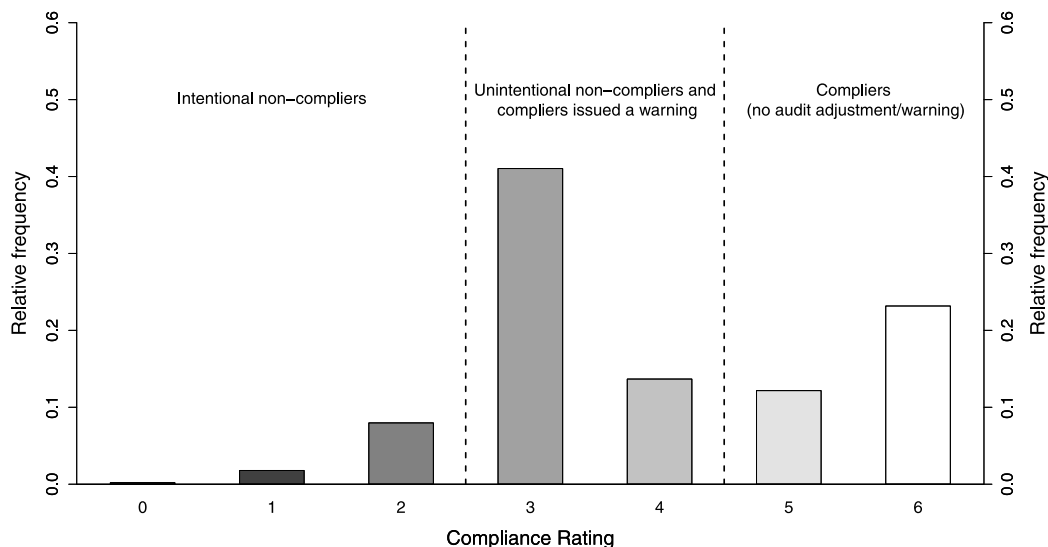 Intentional non−compliers
Unintentional non−compliers and
compliers issued a warning
Compliers
(no audit adjustment/warning)
Relative frequency
0.6
0.5
0.4
0.3
0.2
0.1
0.0
0.6
0.5
0.4
0.3
0.2
0.1
0.0
Relative frequency
0 1 2 3 4 5 6
Compliance Rating